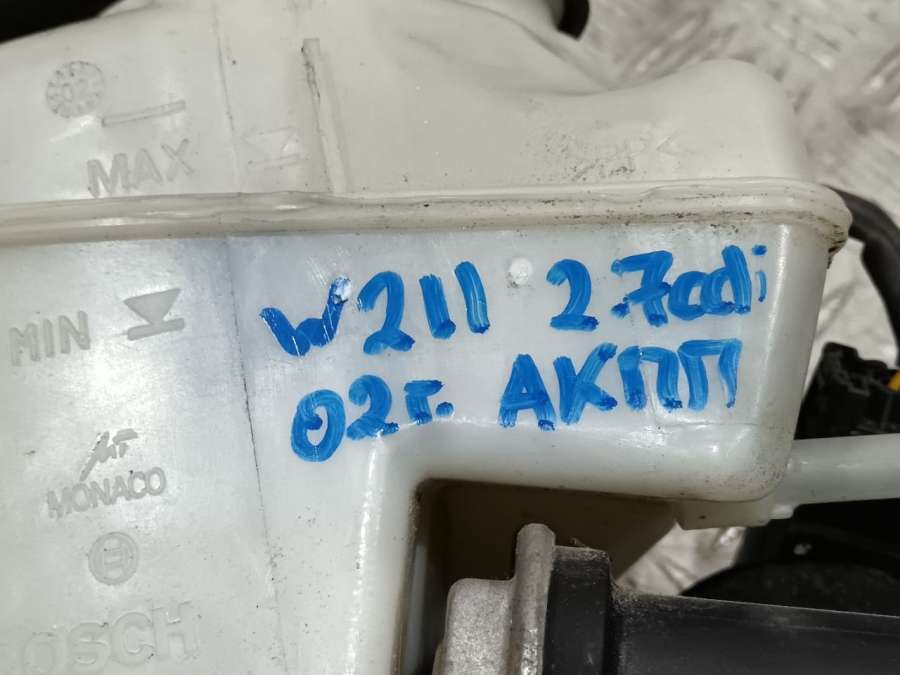 MAX
MIN
W211 2.7cdi
02г. АКПП
MONACO
BOSCH